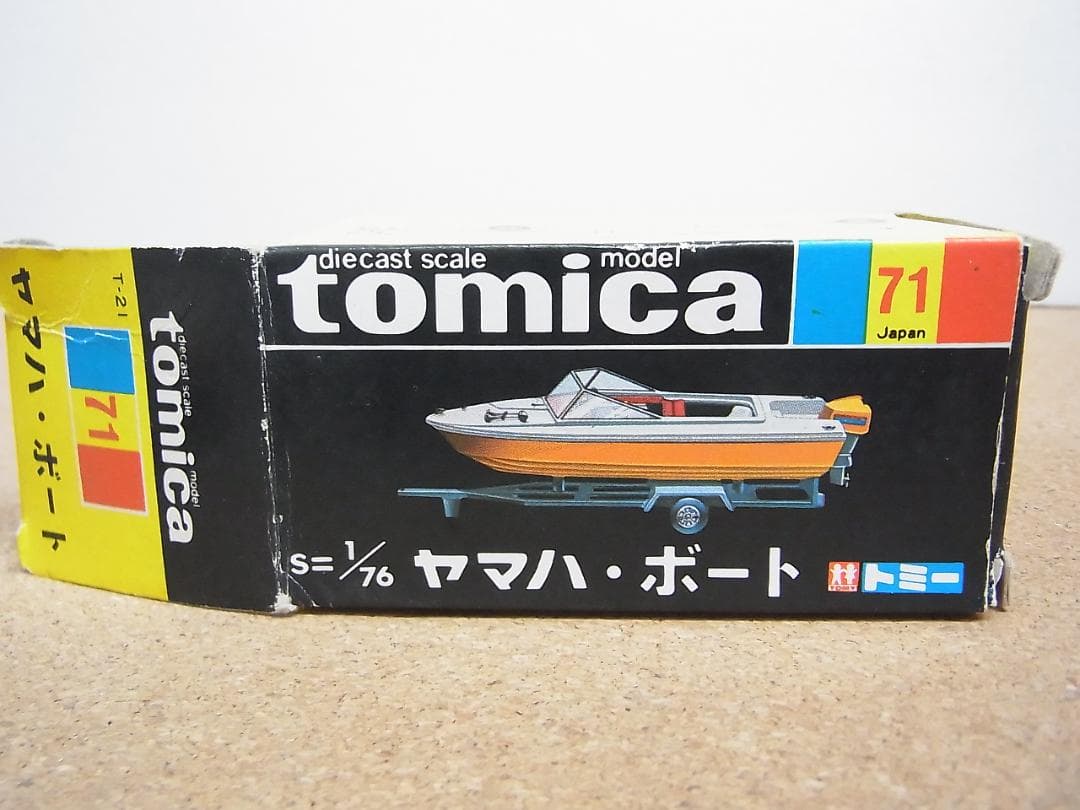 diecast scale model
tomica
71
Japan
S=1/76 ヤマハ・ボート
TOMY トミー
T-21
ヤマハ・ボート
71
diecast scale model
tomica